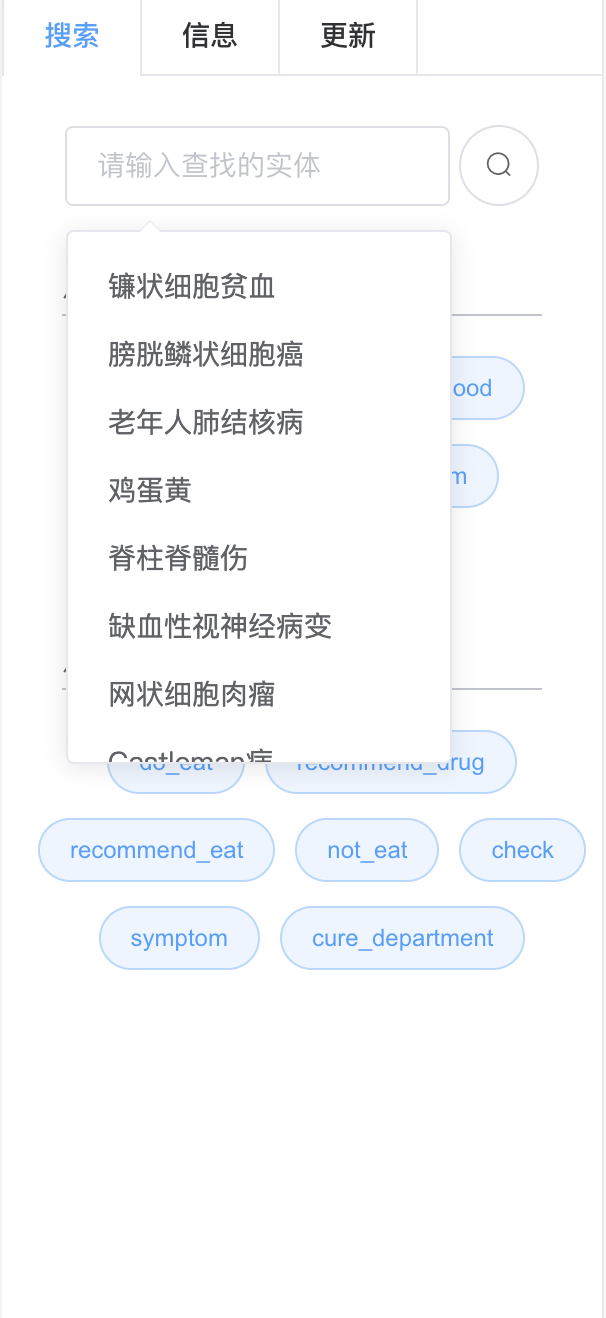 搜索 信息 更新
请输入查找的实体
镰状细胞贫血
膀胱鳞状细胞癌
ood
老年人肺结核病
m
鸡蛋黄
脊柱脊髓伤
缺血性视神经病变
网状细胞肉瘤
Castleman病
do_eat recommend_drug
recommend_eat not_eat check
symptom cure_department